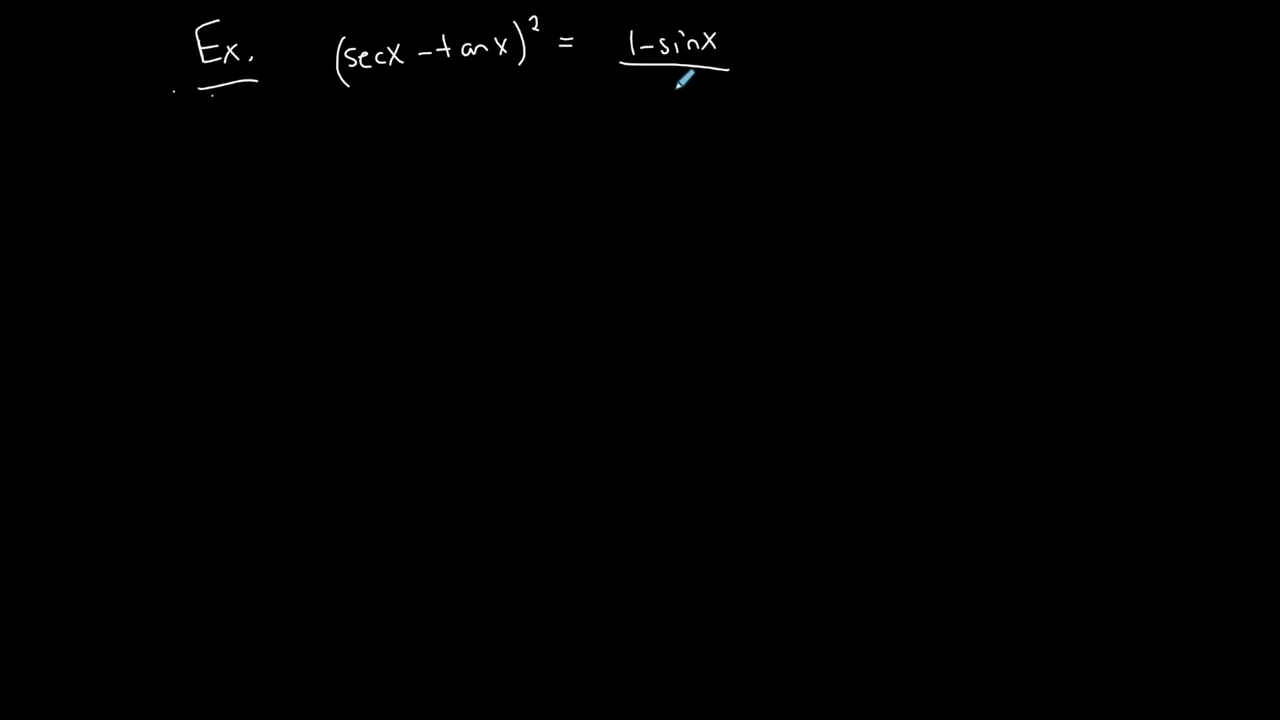 Ex. (secx - tanx)² = 1-sinx